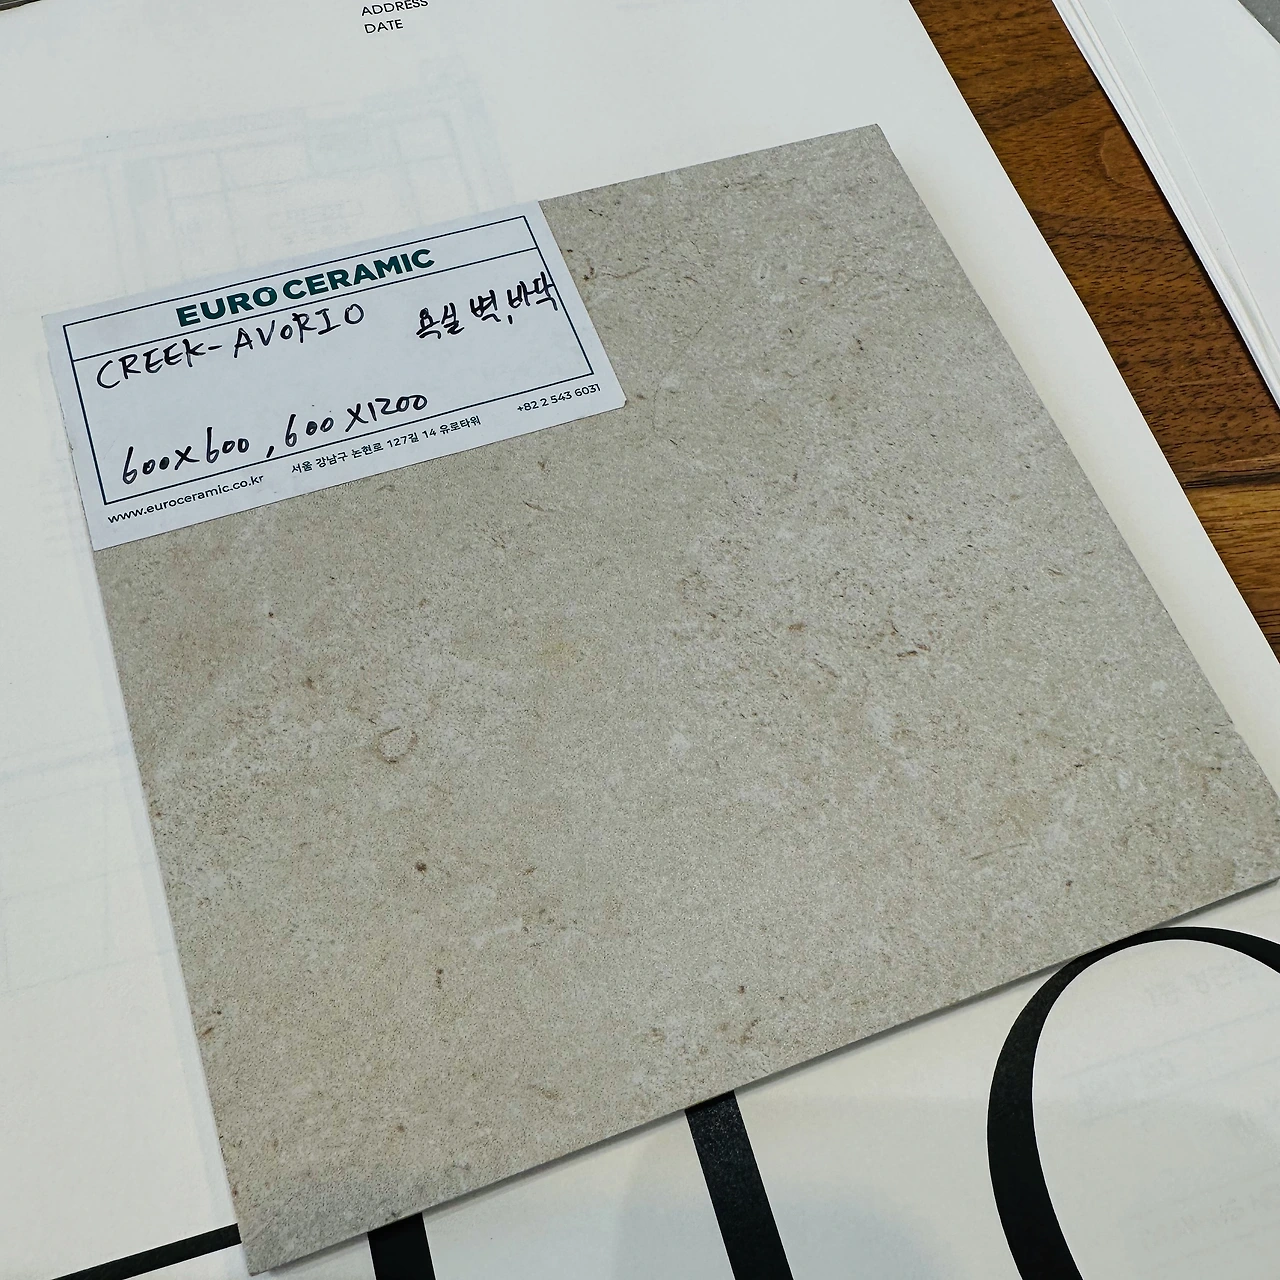 ADDRESS
DATE
EURO CERAMIC
CREEK-AVORIO
욕실 벽,바닥
600x600, 600x1200
www.euroceramic.co.kr
서울 강남구 논현로 127길 14 유로타워
+82 2 543 6031